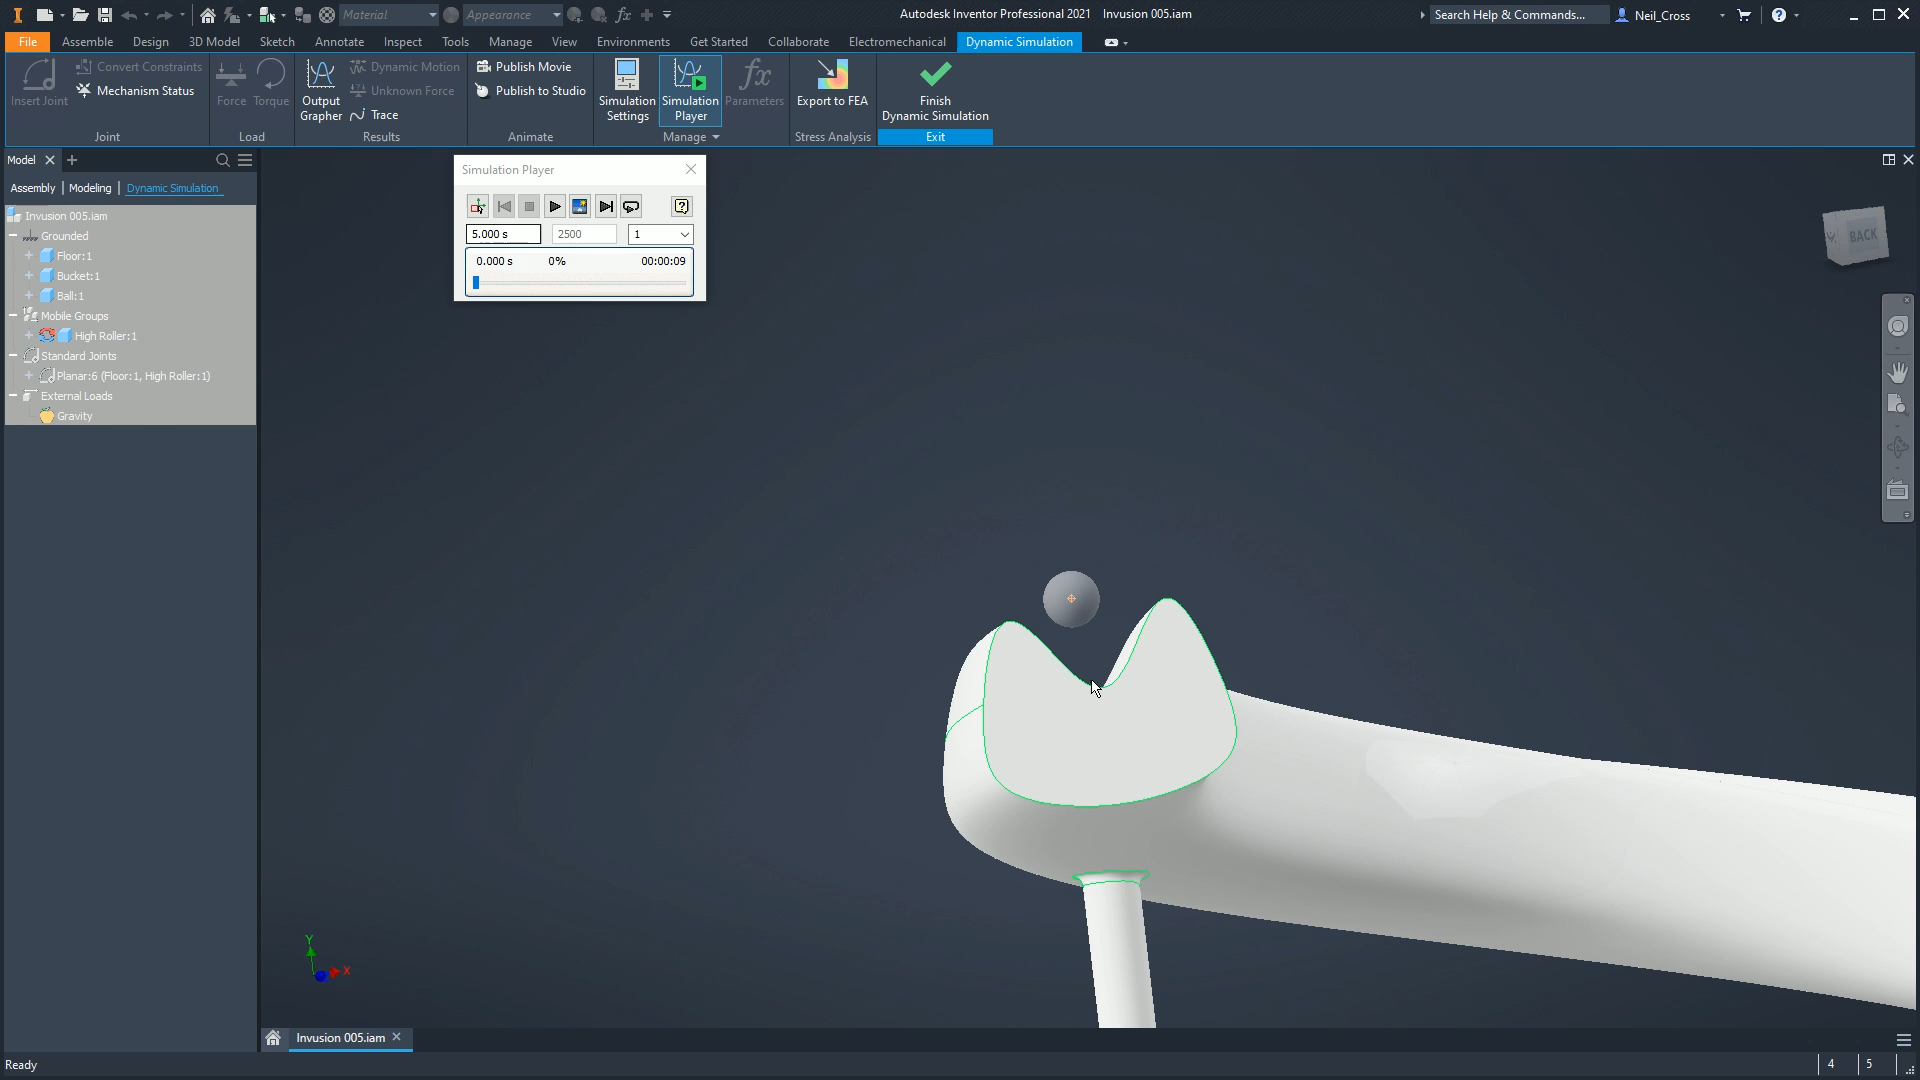 Material
Appearance
Autodesk Inventor Professional 2021 Invusion 005.iam
Search Help & Commands...
Neil_Cross
File Assemble Design 3D Model Sketch Annotate Inspect Tools Manage View Environments Get Started Collaborate Electromechanical Dynamic Simulation
Insert Joint
Convert Constraints
Mechanism Status
Joint
Force
Torque
Load
Output Grapher
Dynamic Motion
Unknown Force
Trace
Results
Publish Movie
Publish to Studio
Animate
Simulation Settings
Simulation Player
fx
Parameters
Manage
Export to FEA
Stress Analysis
Finish
Dynamic Simulation
Exit
Model
Assembly | Modeling | Dynamic Simulation
Invusion 005.iam
Grounded
Floor:1
Bucket:1
Ball:1
Mobile Groups
High Roller:1
Standard Joints
Planar:6 (Floor:1, High Roller:1)
External Loads
Gravity
Simulation Player
5.000 s 2500 1
0.000 s 0% 00:00:09
BACK
Y
X
Invusion 005.iam
Ready
4 5